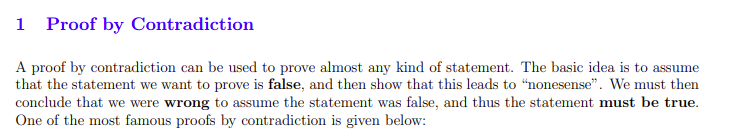 1 Proof by Contradiction
A proof by contradiction can be used to prove almost any kind of statement. The basic idea is to assume
that the statement we want to prove is false, and then show that this leads to “nonesense”. We must then
conclude that we were wrong to assume the statement was false, and thus the statement must be true.
One of the most famous proofs by contradiction is given below: